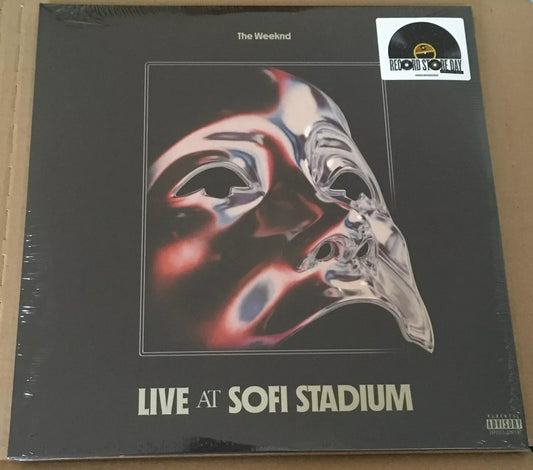 The Weeknd
RECORD STORE DAY
LIVE AT SOFI STADIUM
PARENTAL
ADVISORY
EXPLICIT CONTENT